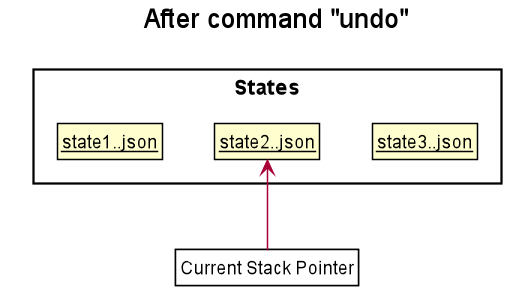 After command "undo"
States
state1..json
state2..json
state3..json
Current Stack Pointer